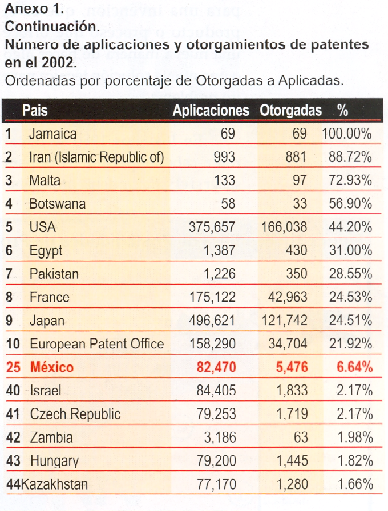 Anexo 1.
Continuación.
Número de aplicaciones y otorgamientos de patentes
en el 2002.
Ordenadas por porcentaje de Otorgadas a Aplicadas.
Pais Aplicaciones Otorgadas %
1 Jamaica 69 69 100.00%
2 Iran (Islamic Republic of) 993 881 88.72%
3 Malta 133 97 72.93%
4 Botswana 58 33 56.90%
5 USA 375,657 166,038 44.20%
6 Egypt 1,387 430 31.00%
7 Pakistan 1,226 350 28.55%
8 France 175,122 42,963 24.53%
9 Japan 496,621 121,742 24.51%
10 European Patent Office 158,290 34,704 21.92%
25 México 82,470 5,476 6.64%
40 Israel 84,405 1,833 2.17%
41 Czech Republic 79,253 1.719 2.17%
42 Zambia 3,186 63 1.98%
43 Hungary 79,200 1,445 1.82%
44Kazakhstan 77,170 1,280 1.66%